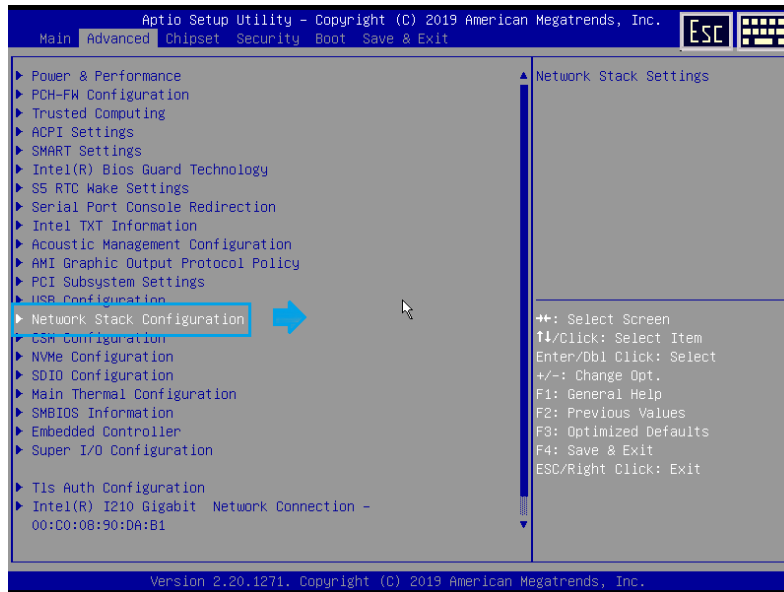 Aptio Setup Utility – Copyright (C) 2019 American Megatrends, Inc.
Main Advanced Chipset Security Boot Save & Exit
Esc
Power & Performance
PCH-FW Configuration
Trusted Computing
ACPI Settings
SMART Settings
Intel(R) Bios Guard Technology
S5 RTC Wake Settings
Serial Port Console Redirection
Intel TXT Information
Acoustic Management Configuration
AMI Graphic Output Protocol Policy
PCI Subsystem Settings
USB Configuration
Network Stack Configuration
CSM Configuration
NVMe Configuration
SDIO Configuration
Main Thermal Configuration
SMBIOS Information
Embedded Controller
Super I/O Configuration
Tls Auth Configuration
Intel(R) I210 Gigabit Network Connection –
00:C0:08:90:DA:B1
Network Stack Settings
→←: Select Screen
↑↓/Click: Select Item
Enter/Dbl Click: Select
+/-: Change Opt.
F1: General Help
F2: Previous Values
F3: Optimized Defaults
F4: Save & Exit
ESC/Right Click: Exit
Version 2.20.1271. Copyright (C) 2019 American Megatrends, Inc.